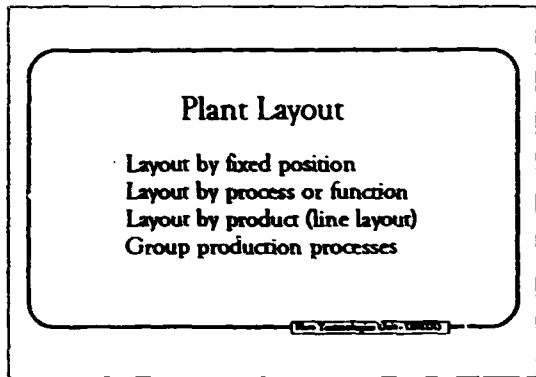 Plant Layout
Layout by fixed position
Layout by process or function
Layout by product (line layout)
Group production processes